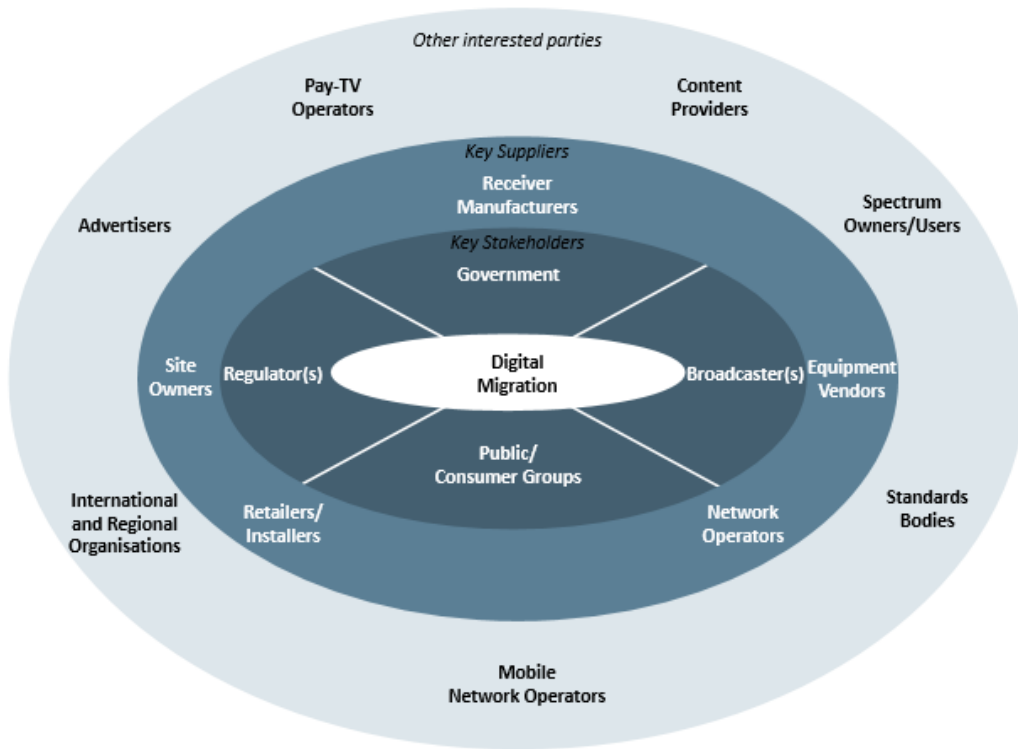 Other interested parties
Pay-TV
Operators
Content
Providers
Key Suppliers
Receiver
Manufacturers
Advertisers
Spectrum
Owners/Users
Key Stakeholders
Government
Site
Owners
Regulator(s)
Digital
Migration
Broadcaster(s)
Equipment
Vendors
Public/
Consumer Groups
International
and Regional
Organisations
Retailers/
Installers
Network
Operators
Standards
Bodies
Mobile
Network Operators